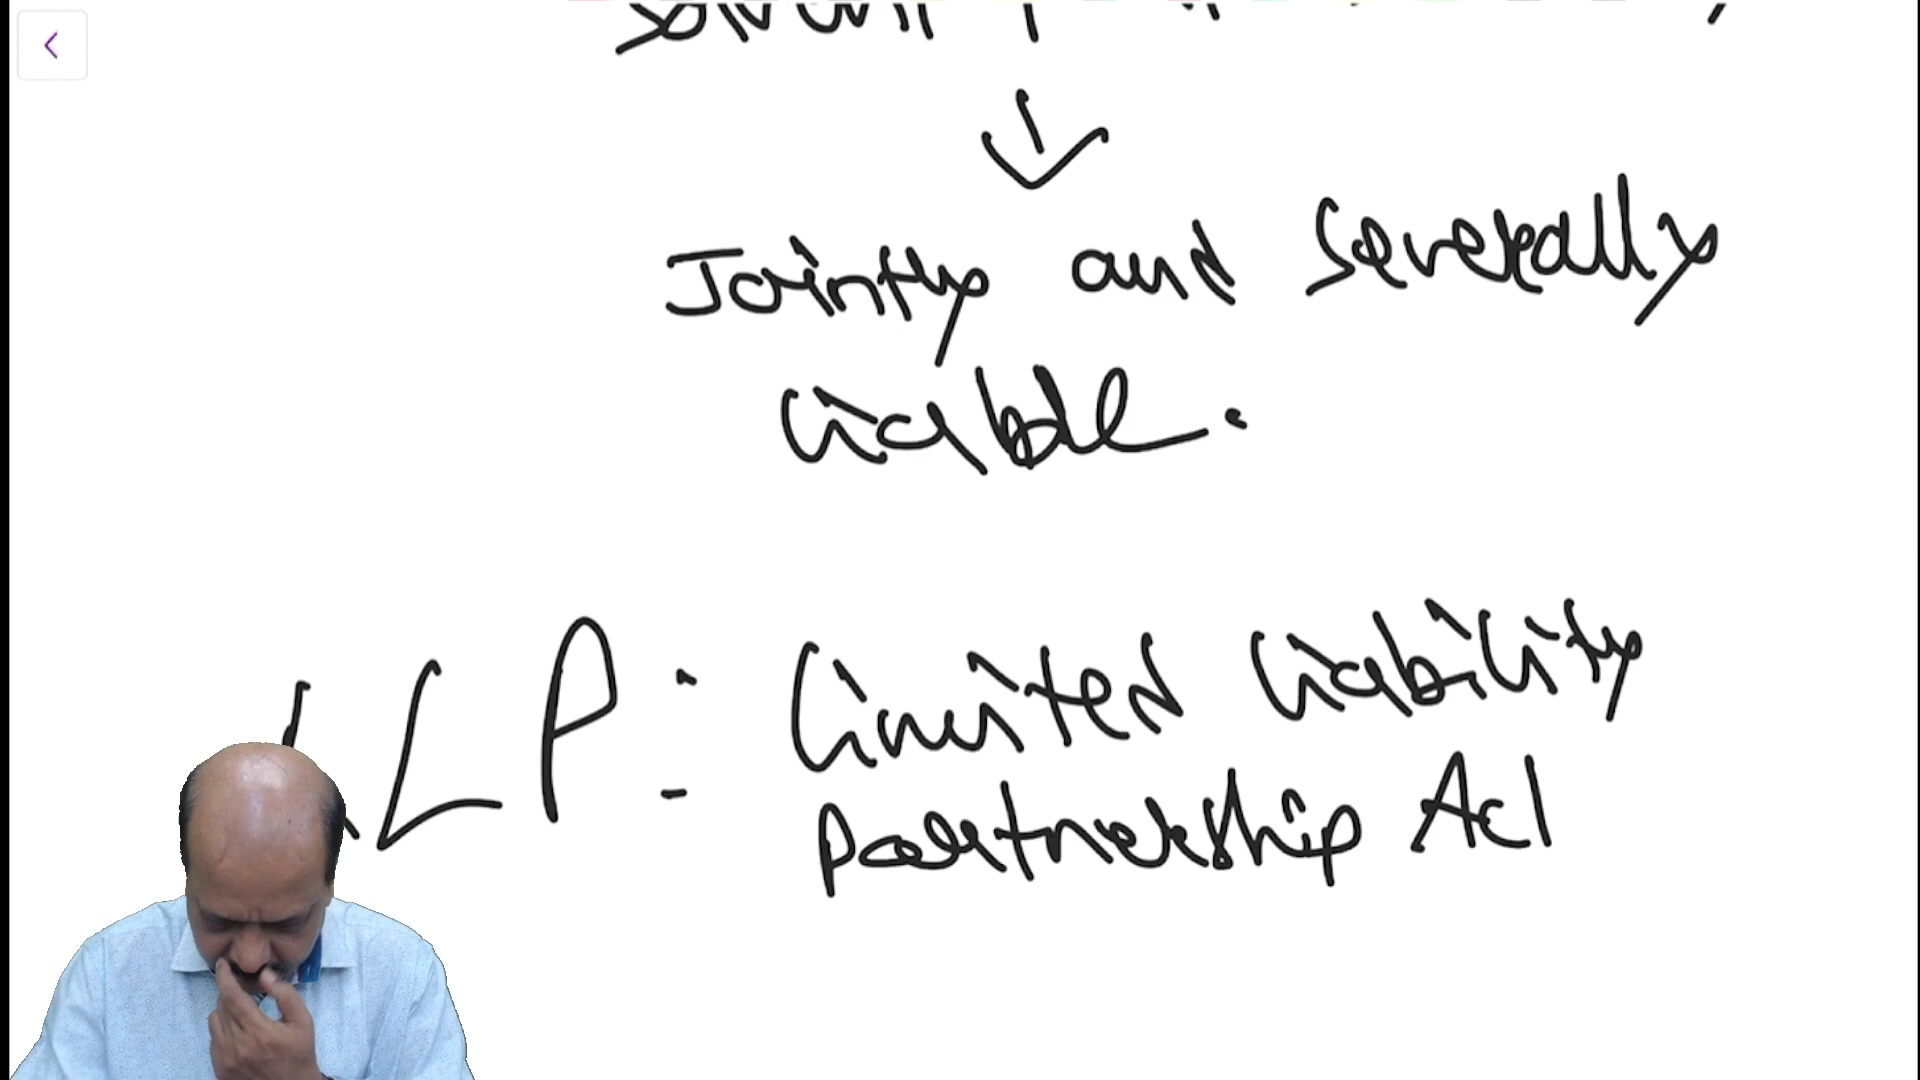 Jointly and Severally
liable.
LLP : Limited Liability
Partnership Act